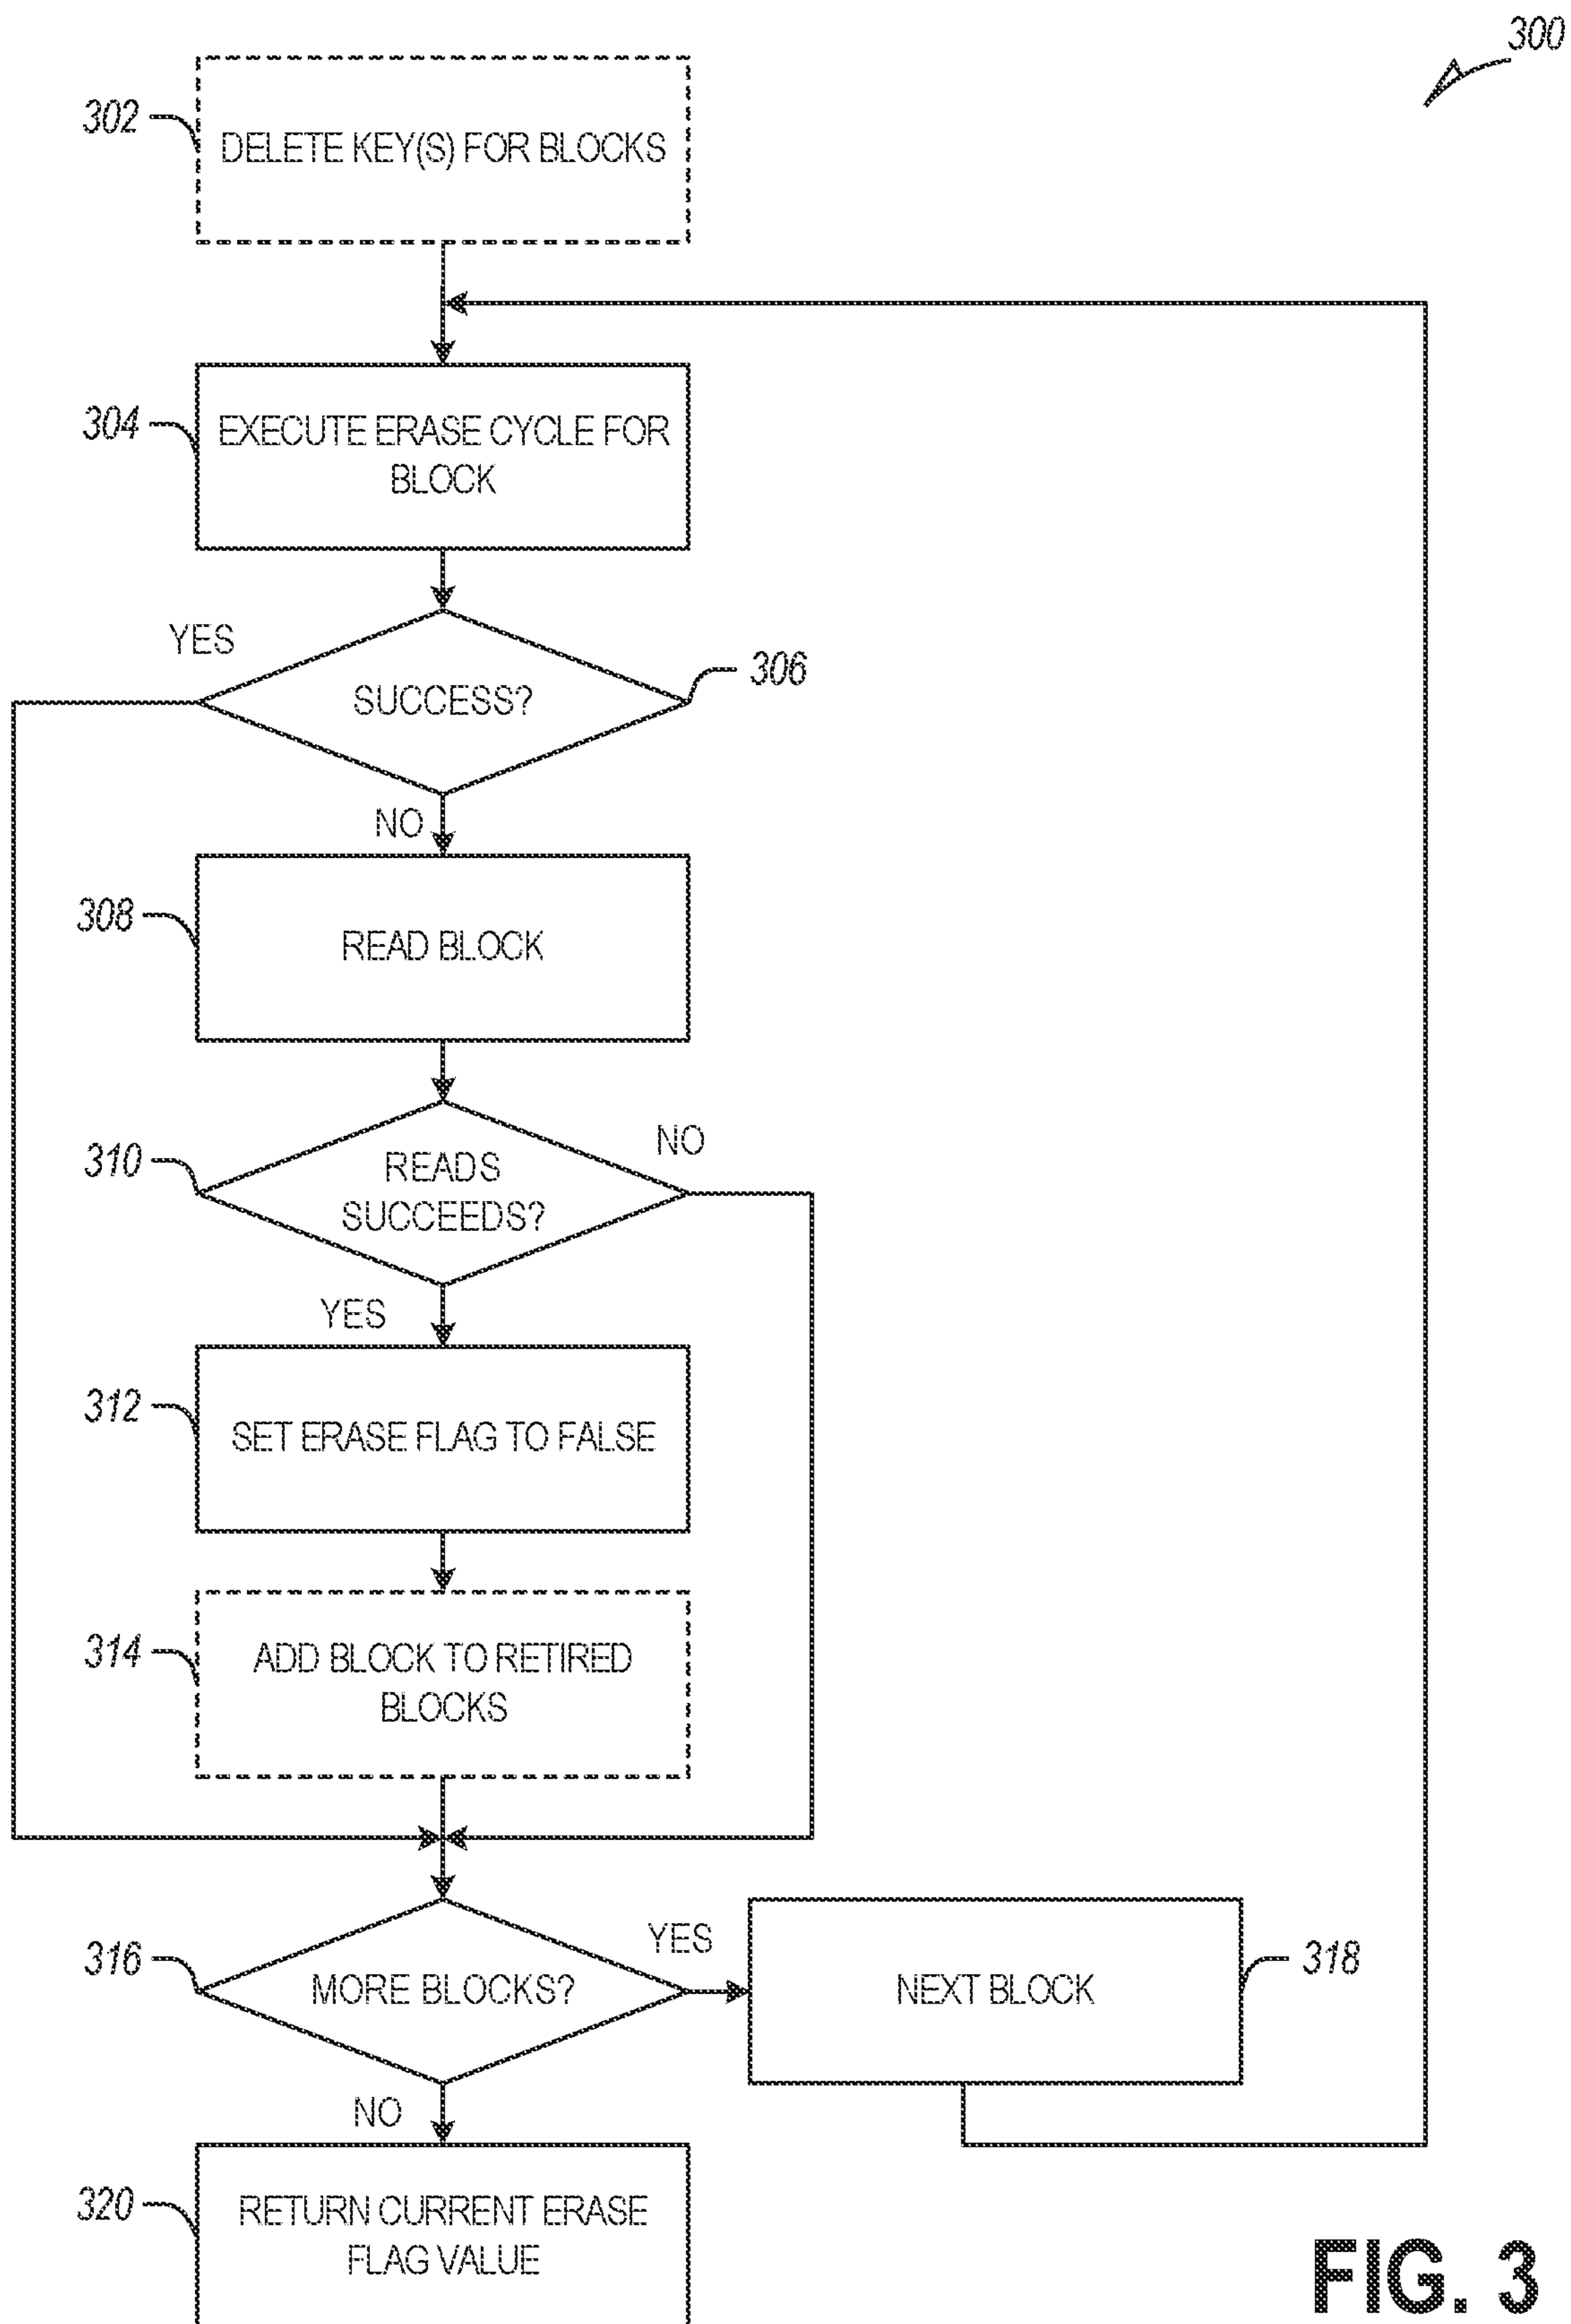 300
302
DELETE KEY(S) FOR BLOCKS
304
EXECUTE ERASE CYCLE FOR
BLOCK
YES
306
SUCCESS?
NO
308
READ BLOCK
310
NO
READS
SUCCEEDS?
YES
312
SET ERASE FLAG TO FALSE
314
ADD BLOCK TO RETIRED
BLOCKS
316
YES
MORE BLOCKS?
NEXT BLOCK
318
NO
320
RETURN CURRENT ERASE
FLAG VALUE
FIG. 3